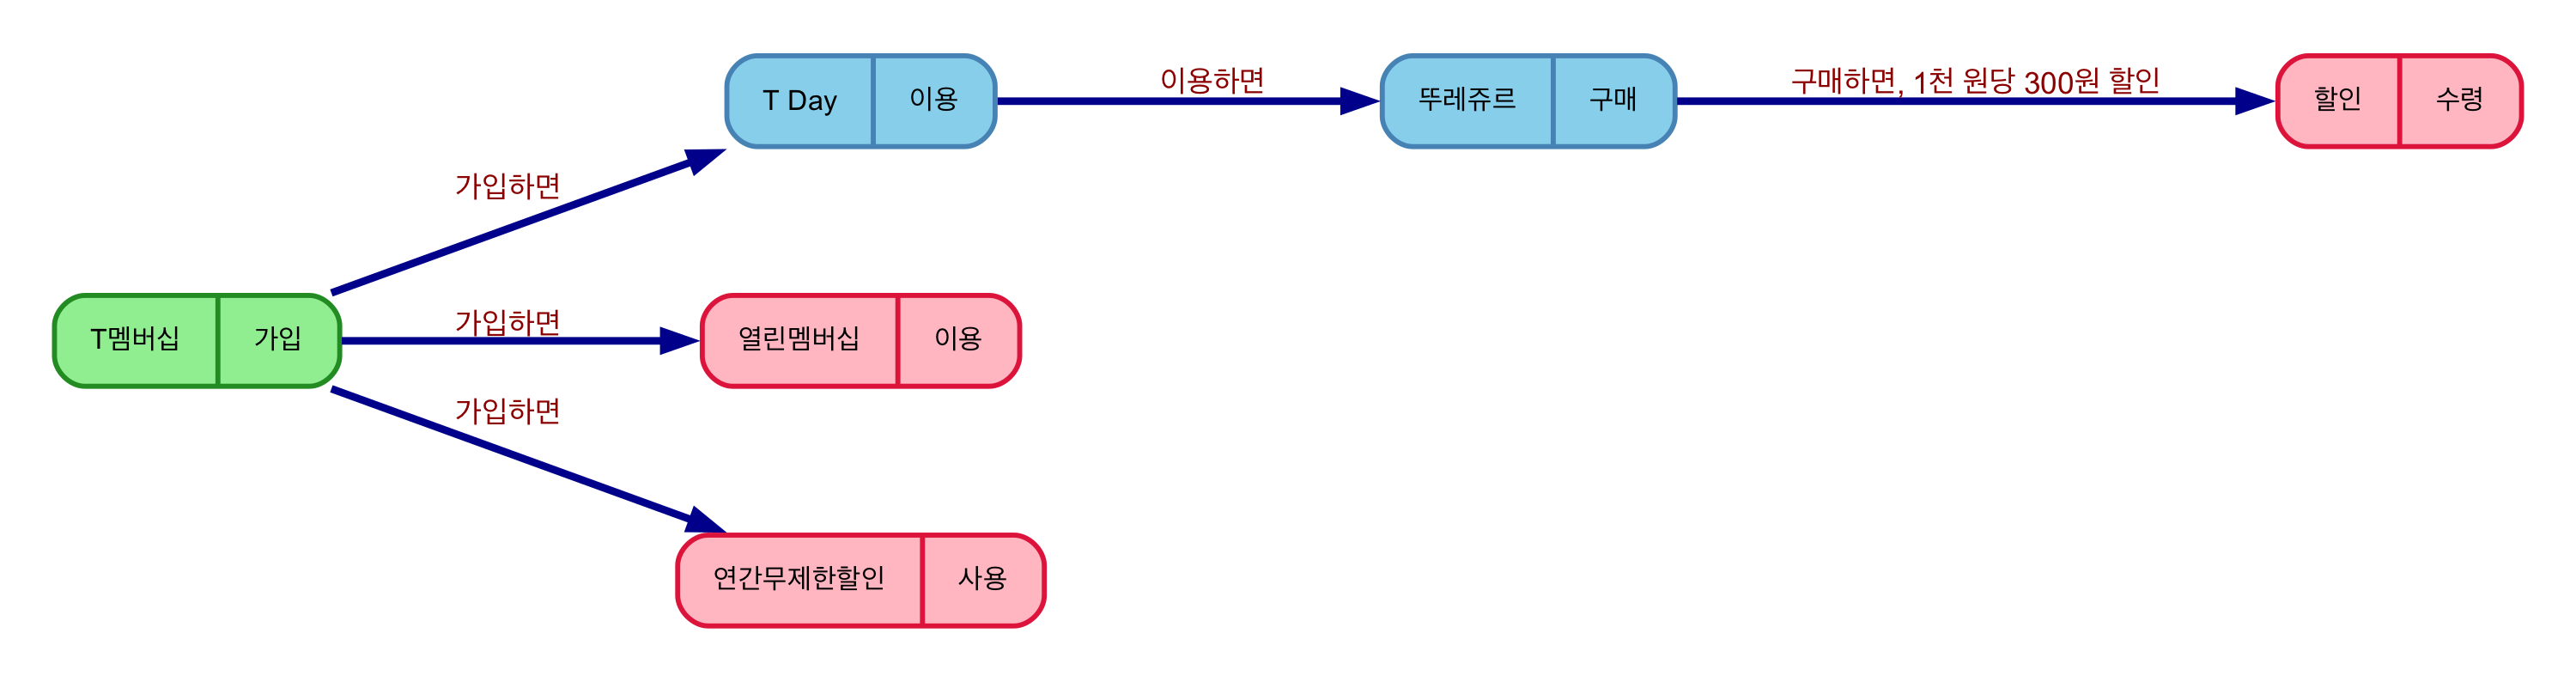 T Day 이용
이용하면
뚜레쥬르 구매
구매하면, 1천 원당 300원 할인
할인 수령
가입하면
T멤버십 가입
가입하면
열린멤버십 이용
가입하면
연간무제한할인 사용